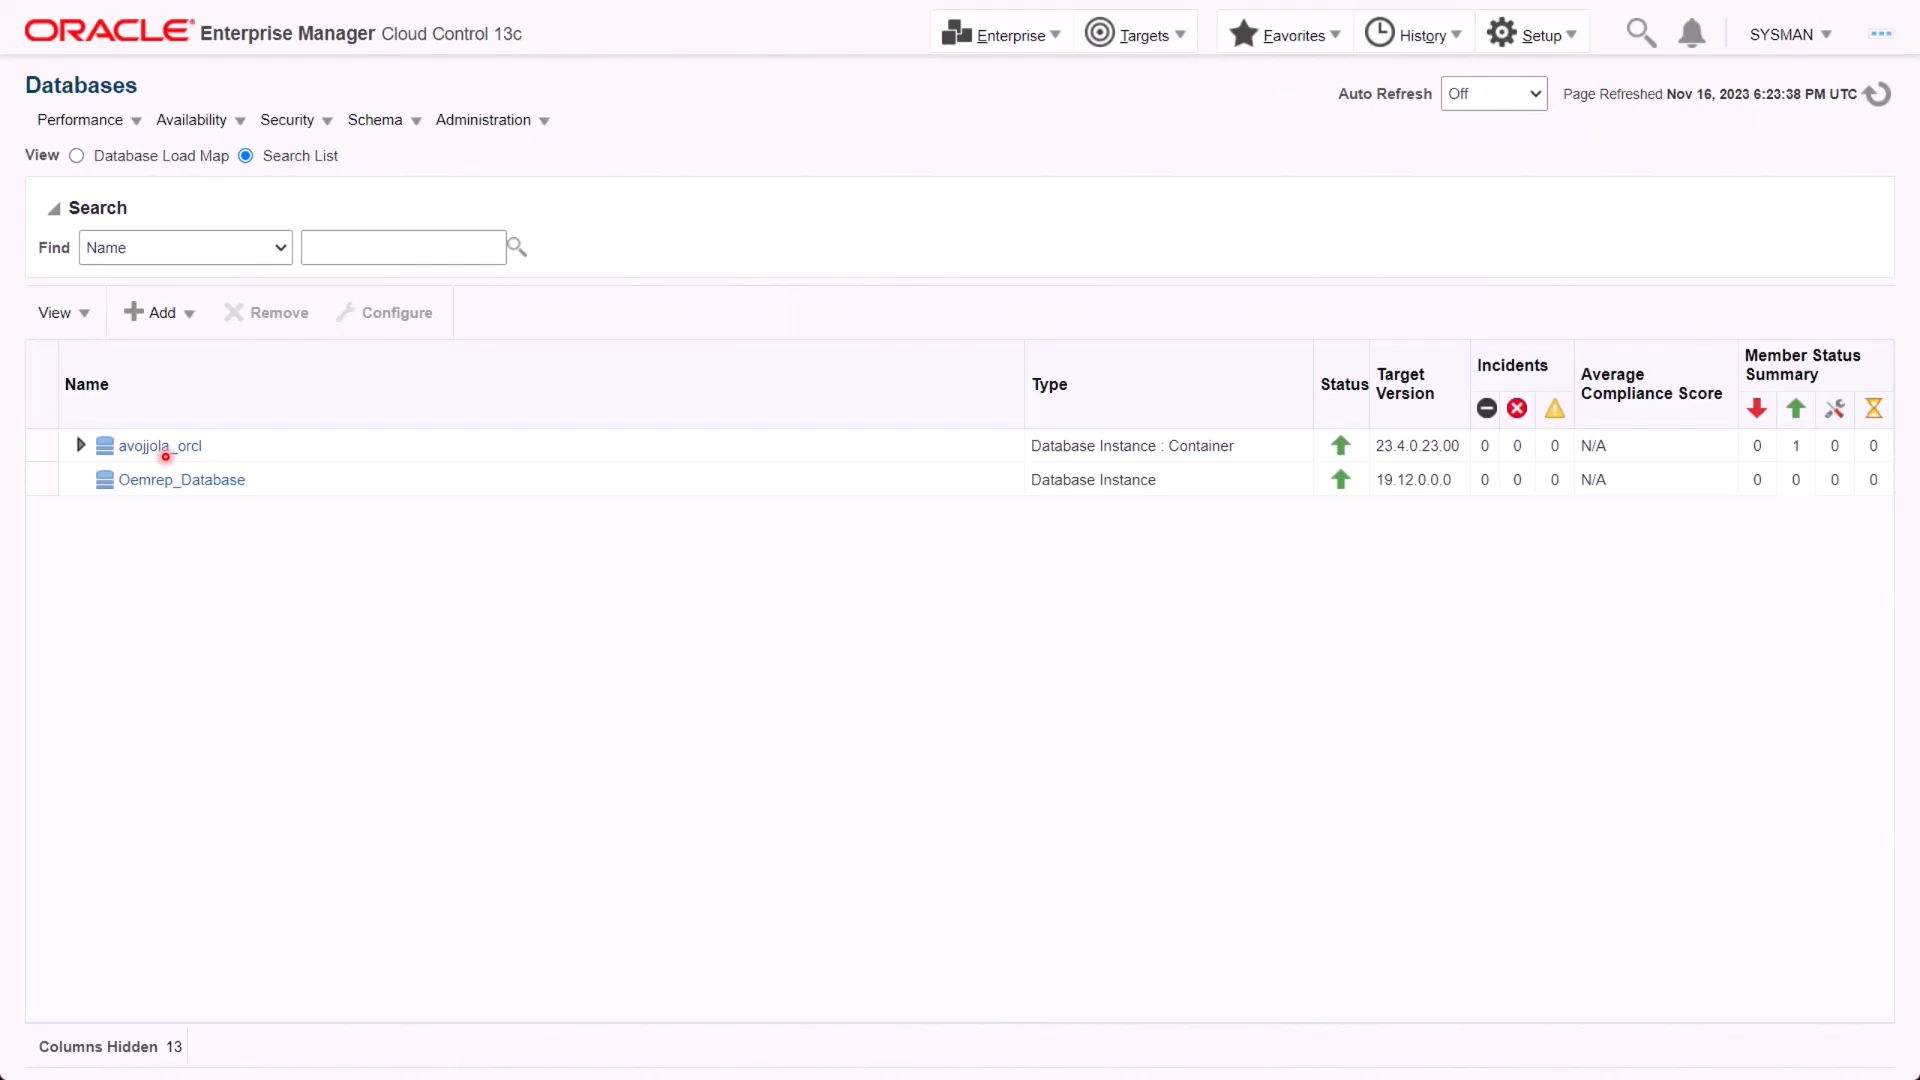 ORACLE Enterprise Manager Cloud Control 13c Enterprise Targets Favorites History Setup SYSMAN
Databases
Auto Refresh Off Page Refreshed Nov 16, 2023 6:23:38 PM UTC
Performance Availability Security Schema Administration
View Database Load Map Search List
Search
Find Name
View Add Remove Configure
Name Type Status Target Version Incidents Average Compliance Score Member Status Summary
avojjola_orcl Database Instance : Container 23.4.0.23.00 0 0 0 N/A 0 1 0 0
Oemrep_Database Database Instance 19.12.0.0.0 0 0 0 N/A 0 0 0 0
Columns Hidden 13